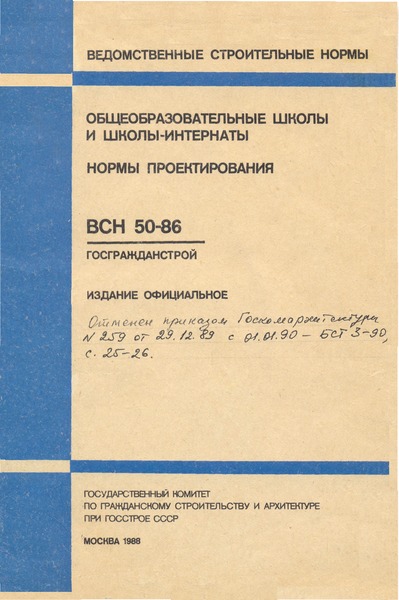 ВЕДОМСТВЕННЫЕ СТРОИТЕЛЬНЫЕ НОРМЫ
ОБЩЕОБРАЗОВАТЕЛЬНЫЕ ШКОЛЫ
И ШКОЛЫ-ИНТЕРНАТЫ
НОРМЫ ПРОЕКТИРОВАНИЯ
ВСН 50-86
ГОСГРАЖДАНСТРОЙ
ИЗДАНИЕ ОФИЦИАЛЬНОЕ
Отменен приказом Госкомархитектуры
N 259 от 29.12.89 с 01.01.90 – БСТ 3-90,
с. 25-26.
ГОСУДАРСТВЕННЫЙ КОМИТЕТ
ПО ГРАЖДАНСКОМУ СТРОИТЕЛЬСТВУ И АРХИТЕКТУРЕ
ПРИ ГОССТРОЕ СССР
МОСКВА 1988